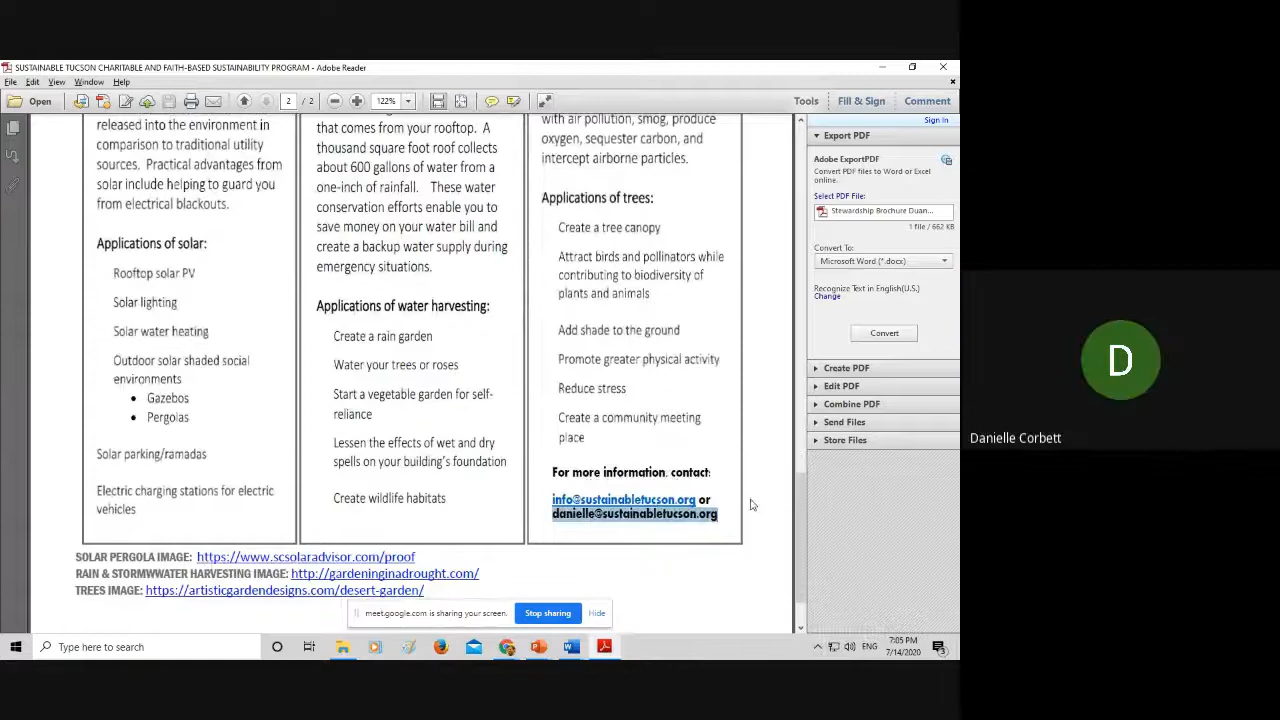 SUSTAINABLE TUCSON CHARITABLE AND FAITH-BASED SUSTAINABILITY PROGRAM - Adobe Reader
File Edit View Window Help
Open
2 / 2
122%
Tools
Fill & Sign
Comment
released into the environment in
comparison to traditional utility
sources. Practical advantages from
solar include helping to guard you
from electrical blackouts.
Applications of solar:
Rooftop solar PV
Solar lighting
Solar water heating
Outdoor solar shaded social
environments
• Gazebos
• Pergolas
Solar parking/ramadas
Electric charging stations for electric
vehicles
that comes from your rooftop. A
thousand square foot roof collects
about 600 gallons of water from a
one-inch of rainfall. These water
conservation efforts enable you to
save money on your water bill and
create a backup water supply during
emergency situations.
Applications of water harvesting:
Create a rain garden
Water your trees or roses
Start a vegetable garden for self-
reliance
Lessen the effects of wet and dry
spells on your building's foundation
Create wildlife habitats
with air pollution, smog, produce
oxygen, sequester carbon, and
intercept airborne particles.
Applications of trees:
Create a tree canopy
Attract birds and pollinators while
contributing to biodiversity of
plants and animals
Add shade to the ground
Promote greater physical activity
Reduce stress
Create a community meeting
place
For more information, contact:
info@sustainabletucson.org or
danielle@sustainabletucson.org
SOLAR PERGOLA IMAGE: https://www.scsolaradvisor.com/proof
RAIN & STORMWWATER HARVESTING IMAGE: http://gardeninginadrought.com/
TREES IMAGE: https://artisticgardendesigns.com/desert-garden/
Sign In
Export PDF
Adobe ExportPDF
Convert PDF files to Word or Excel
online.
Select PDF File:
Stewardship Brochure Duan...
1 file / 662 KB
Convert To:
Microsoft Word (*.docx)
Recognize Text in English(U.S.)
Change
Convert
Create PDF
Edit PDF
Combine PDF
Send Files
Store Files
meet.google.com is sharing your screen.
Stop sharing
Hide
Type here to search
ENG
7:05 PM
7/14/2020
3
D
Danielle Corbett